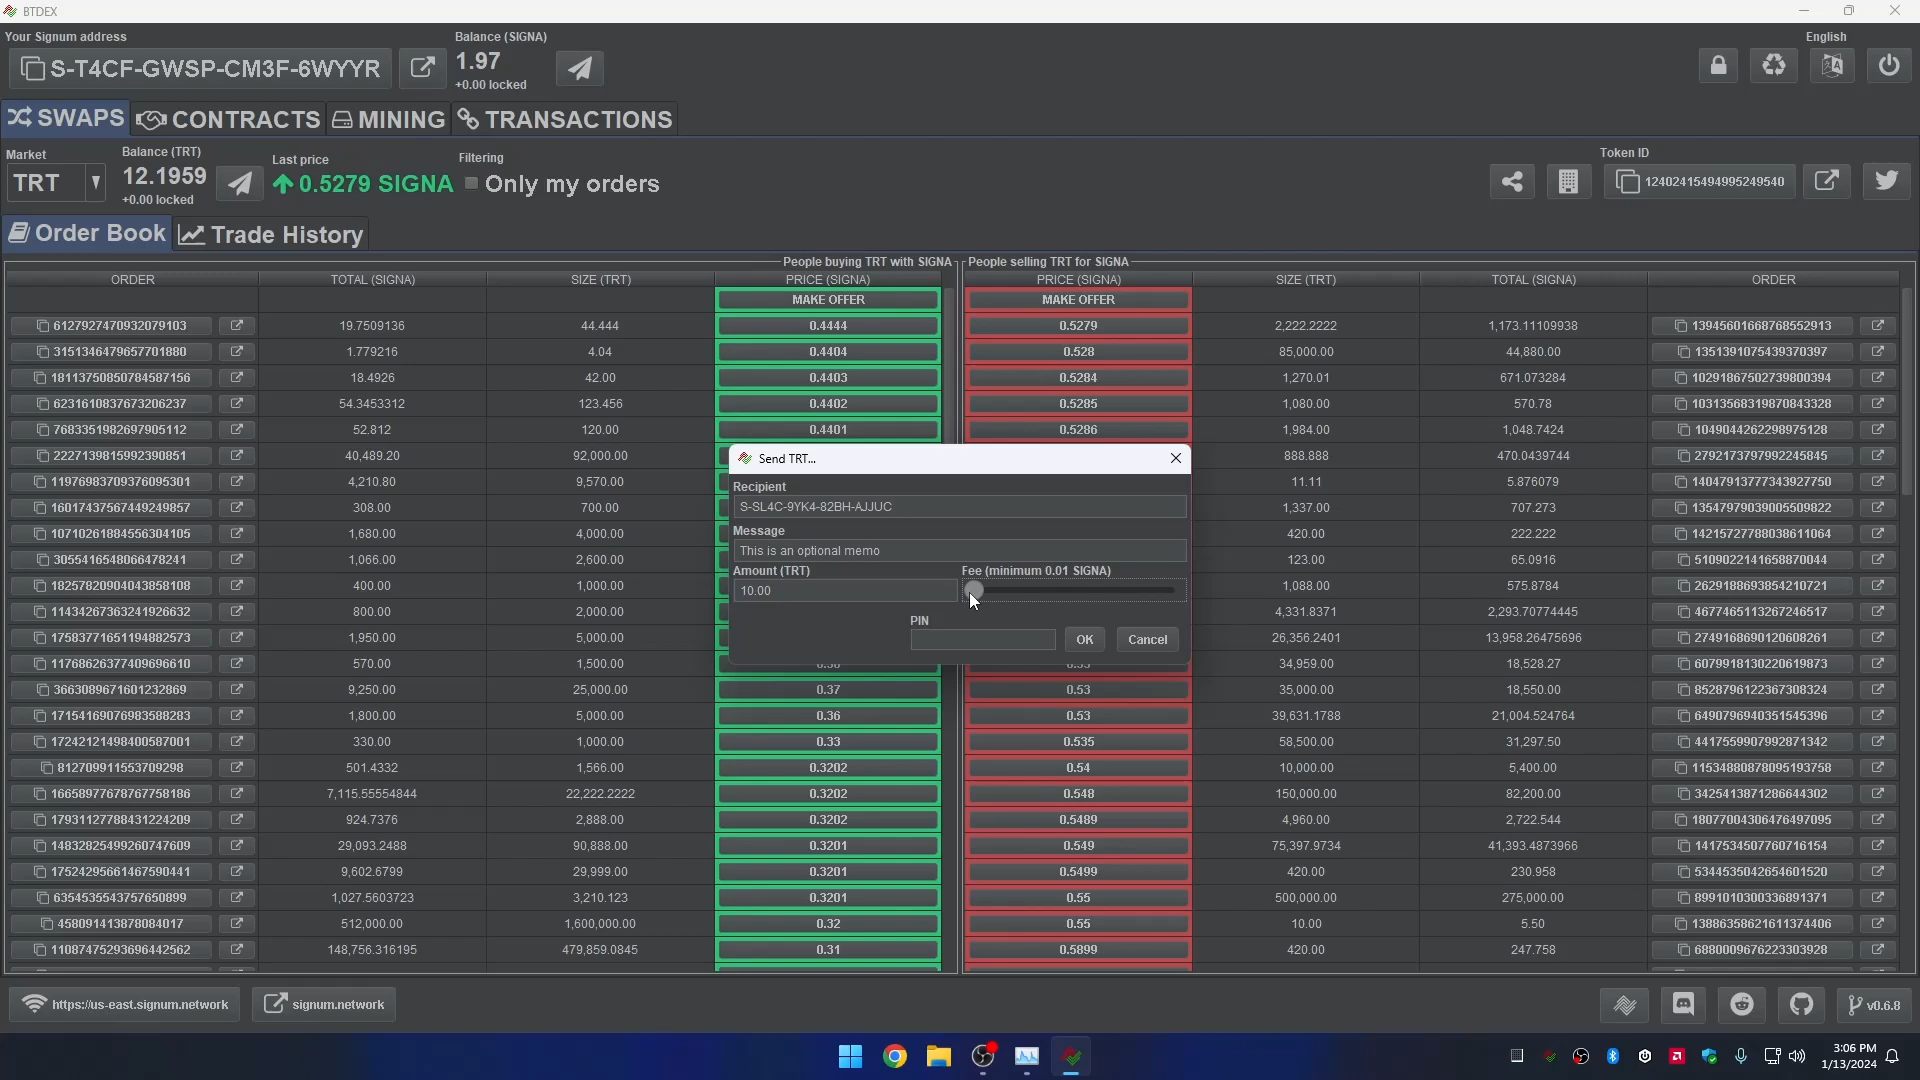 BTDEX
Your Signum address
Balance (SIGNA)
English
S-T4CF-GWSP-CM3F-6WYYR
1.97
+0.00 locked
SWAPS
CONTRACTS
MINING
TRANSACTIONS
Market
Balance (TRT)
Last price
Filtering
Token ID
TRT
12.1959
+0.00 locked
0.5279 SIGNA
Only my orders
12402415494995249540
Order Book
Trade History
People buying TRT with SIGNA
People selling TRT for SIGNA
ORDER TOTAL (SIGNA) SIZE (TRT) PRICE (SIGNA) PRICE (SIGNA) SIZE (TRT) TOTAL (SIGNA) ORDER
MAKE OFFER MAKE OFFER
6127927470932079103 19.7509136 44.444 0.4444 0.5279 2,222.2222 1,173.11109938 13945601668768552913
3151346479657701880 1.779216 4.04 0.4404 0.528 85,000.00 44,880.00 1351391075439370397
18113750850784587156 18.4926 42.00 0.4403 0.5284 1,270.01 671.073284 10291867502739800394
6231610837673206237 54.3453312 123.456 0.4402 0.5285 1,080.00 570.78 10313568319870843328
7683351982697905112 52.812 120.00 0.4401 0.5286 1,984.00 1,048.7424 1049044262298975128
2227139815992390851 40,489.20 92,000.00 888.888 470.0439744 2792173797992245845
11976983709376095301 4,210.80 9,570.00 11.11 5.876079 14047913777343927750
16017437567449249857 308.00 700.00 1,337.00 707.273 13547979039005509822
10710261884556304105 1,680.00 4,000.00 420.00 222.222 14215727788038611064
3055416548066478241 1,066.00 2,600.00 123.00 65.0916 5109022141658870044
18257820904043858108 400.00 1,000.00 1,088.00 575.8784 2629188693854210721
11434267363241926632 800.00 2,000.00 4,331.8371 2,293.70774445 4677465113267246517
17583771651194882573 1,950.00 5,000.00 26,356.2401 13,958.26475696 2749168690120608261
11768626377409696610 570.00 1,500.00 34,959.00 18,528.27 6079918130220619873
3663089671601232869 9,250.00 25,000.00 0.37 0.53 35,000.00 18,550.00 8528796122367308324
17154169076983588283 1,800.00 5,000.00 0.36 0.53 39,631.1788 21,004.524764 6490796940351545396
17242121498400587001 330.00 1,000.00 0.33 0.535 58,500.00 31,297.50 4417559907992871342
812709911553709298 501.4332 1,566.00 0.3202 0.54 10,000.00 5,400.00 11534880878095193758
16658977678767758186 7,115.55554844 22,222.2222 0.3202 0.548 150,000.00 82,200.00 3425413871286644302
17931127788431224209 924.7376 2,888.00 0.3202 0.5489 4,960.00 2,722.544 18077004306476497095
14832825499260747609 29,093.2488 90,888.00 0.3201 0.549 75,397.9734 41,393.4873966 1417534507760716154
17524295661467590441 9,602.6799 29,999.00 0.3201 0.5499 420.00 230.958 5344535042654601520
6354535543757650899 1,027.5603723 3,210.123 0.3201 0.55 500,000.00 275,000.00 8991010300336891371
4580914138780840​17 512,000.00 1,600,000.00 0.32 0.55 10.00 5.50 13886358621611374406
11087475293696442562 148,756.316195 479,859.0845 0.31 0.5899 420.00 247.758 6880009676223303928
Send TRT...
Recipient
S-SL4C-9YK4-82BH-AJJUC
Message
This is an optional memo
Amount (TRT)
Fee (minimum 0.01 SIGNA)
10.00
PIN
OK
Cancel
https://us-east.signum.network
signum.network
v0.6.8
3:06 PM
1/13/2024